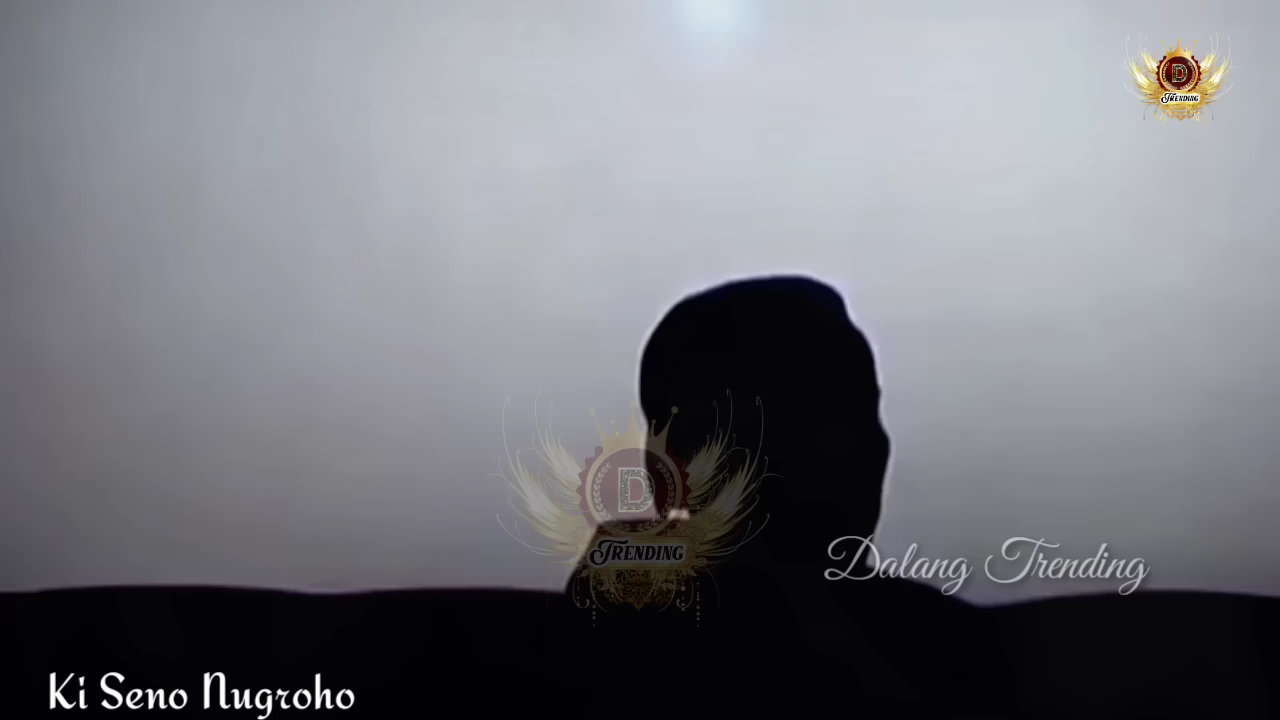 D
TRENDING
D
TRENDING
Dalang Trending
Ki Seno Nugroho